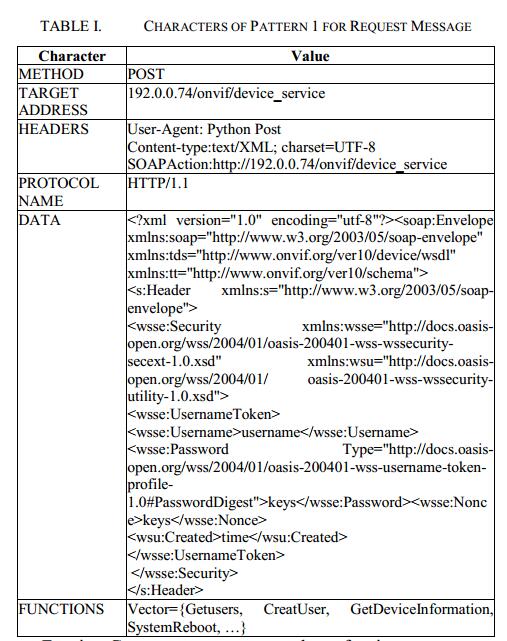 TABLE I. CHARACTERS OF PATTERN 1 FOR REQUEST MESSAGE
Character Value
METHOD POST
TARGET 192.0.0.74/onvif/device_service
ADDRESS
HEADERS User-Agent: Python Post
Content-type:text/XML; charset=UTF-8
SOAPAction:http://192.0.0.74/onvif/device_service
PROTOCOL HTTP/1.1
NAME
DATA <?xml version="1.0" encoding="utf-8"?><soap:Envelope
xmlns:soap="http://www.w3.org/2003/05/soap-envelope"
xmlns:tds="http://www.onvif.org/ver10/device/wsdl"
xmlns:tt="http://www.onvif.org/ver10/schema">
<s:Header xmlns:s="http://www.w3.org/2003/05/soap-
envelope">
<wsse:Security xmlns:wsse="http://docs.oasis-
open.org/wss/2004/01/oasis-200401-wss-wssecurity-
secext-1.0.xsd" xmlns:wsu="http://docs.oasis-
open.org/wss/2004/01/ oasis-200401-wss-wssecurity-
utility-1.0.xsd">
<wsse:UsernameToken>
<wsse:Username>username</wsse:Username>
<wsse:Password Type="http://docs.oasis-
open.org/wss/2004/01/oasis-200401-wss-username-token-
profile-
1.0#PasswordDigest">keys</wsse:Password><wsse:Nonc
e>keys</wsse:Nonce>
<wsu:Created>time</wsu:Created>
</wsse:UsernameToken>
</wsse:Security>
</s:Header>
FUNCTIONS Vector={Getusers, CreatUser, GetDeviceInformation,
SystemReboot, …}